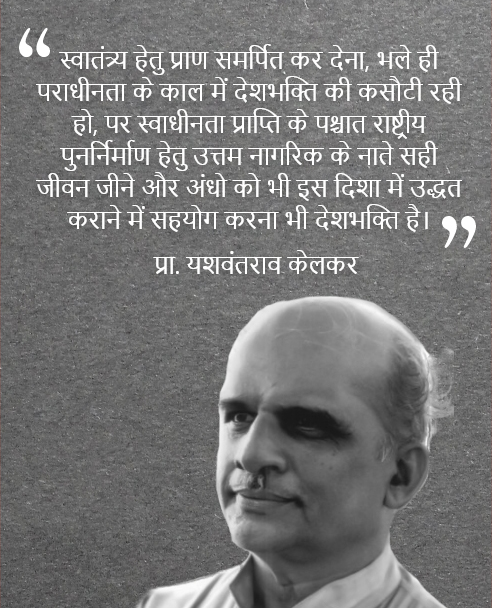 “ स्वातंत्र्य हेतु प्राण समर्पित कर देना, भले ही
पराधीनता के काल में देशभक्ति की कसौटी रही
हो, पर स्वाधीनता प्राप्ति के पश्चात राष्ट्रीय
पुनर्निर्माण हेतु उत्तम नागरिक के नाते सही
जीवन जीने और अंधो को भी इस दिशा में उद्धत
कराने में सहयोग करना भी देशभक्ति है। ”
प्रा. यशवंतराव केलकर